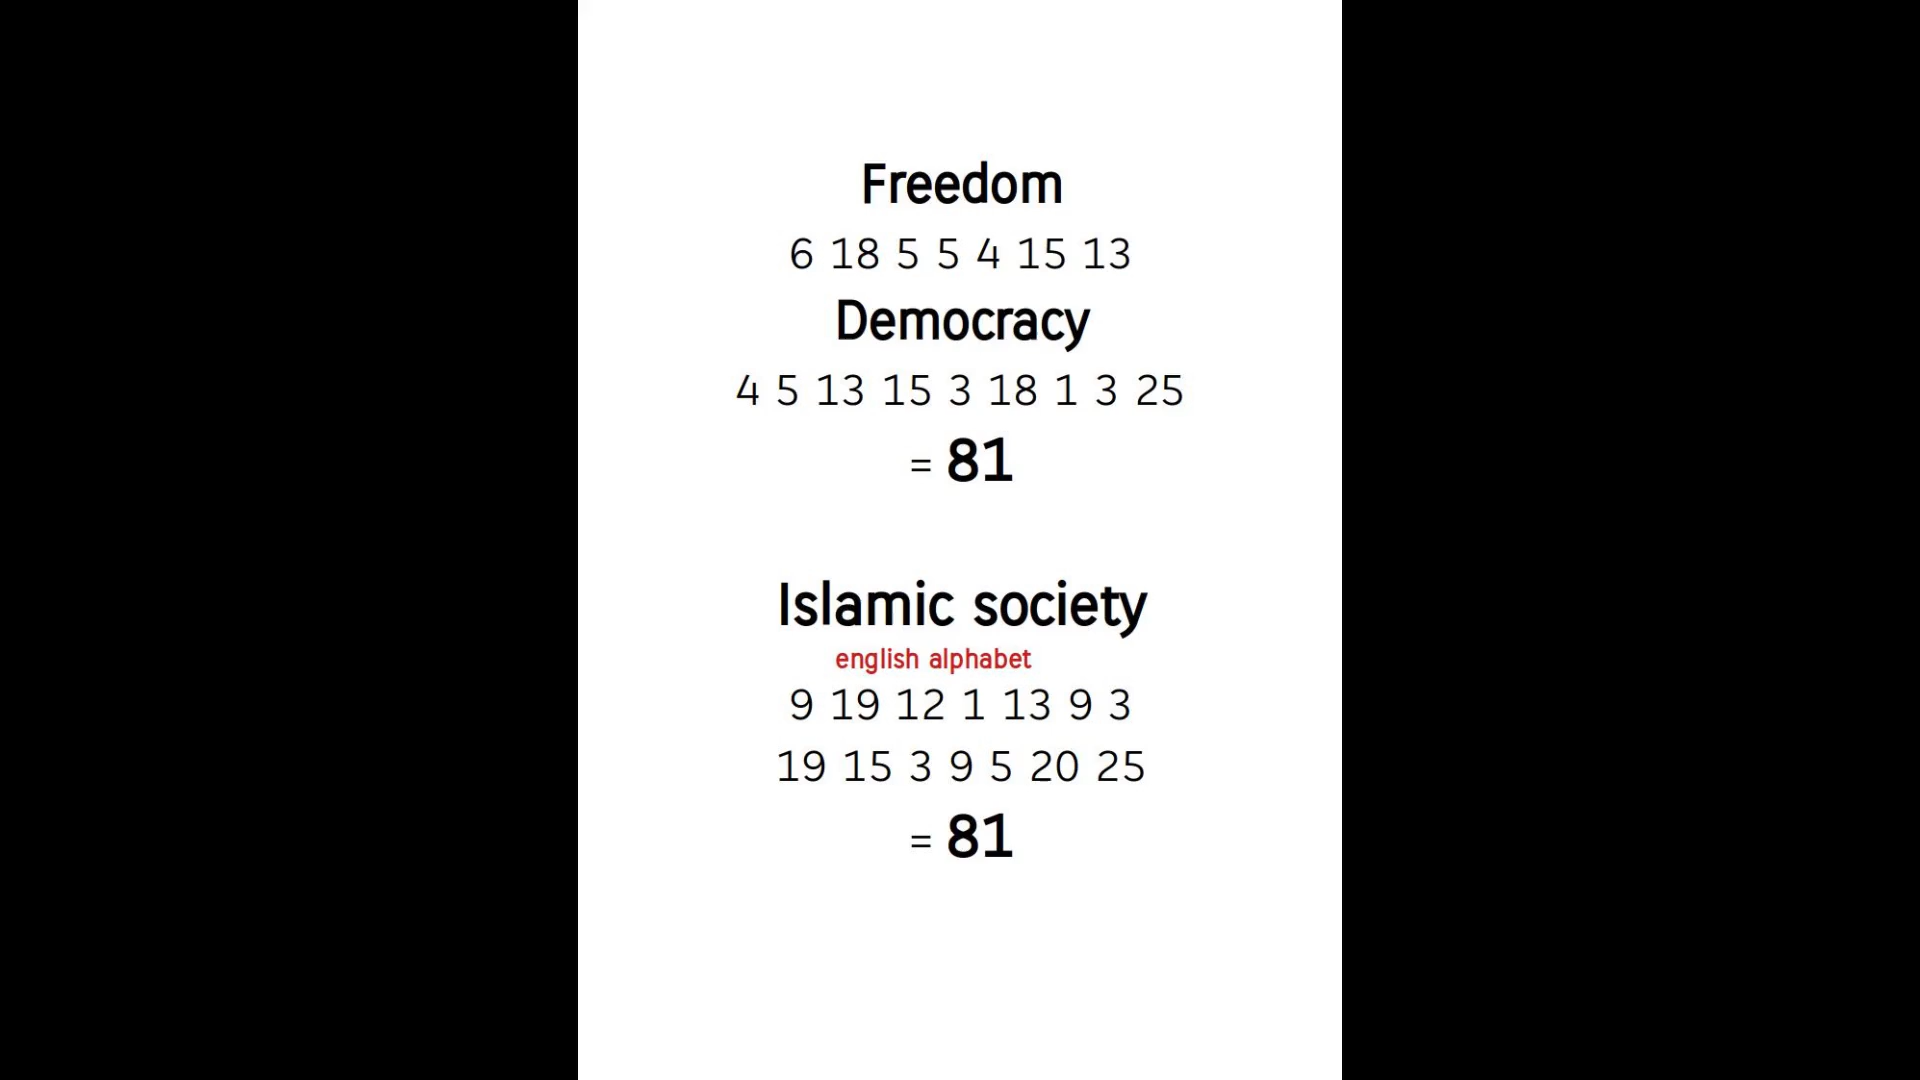 Freedom
6 18 5 5 4 15 13
Democracy
4 5 13 15 3 18 1 3 25
= 81
Islamic society
english alphabet
9 19 12 1 13 9 3
19 15 3 9 5 20 25
= 81